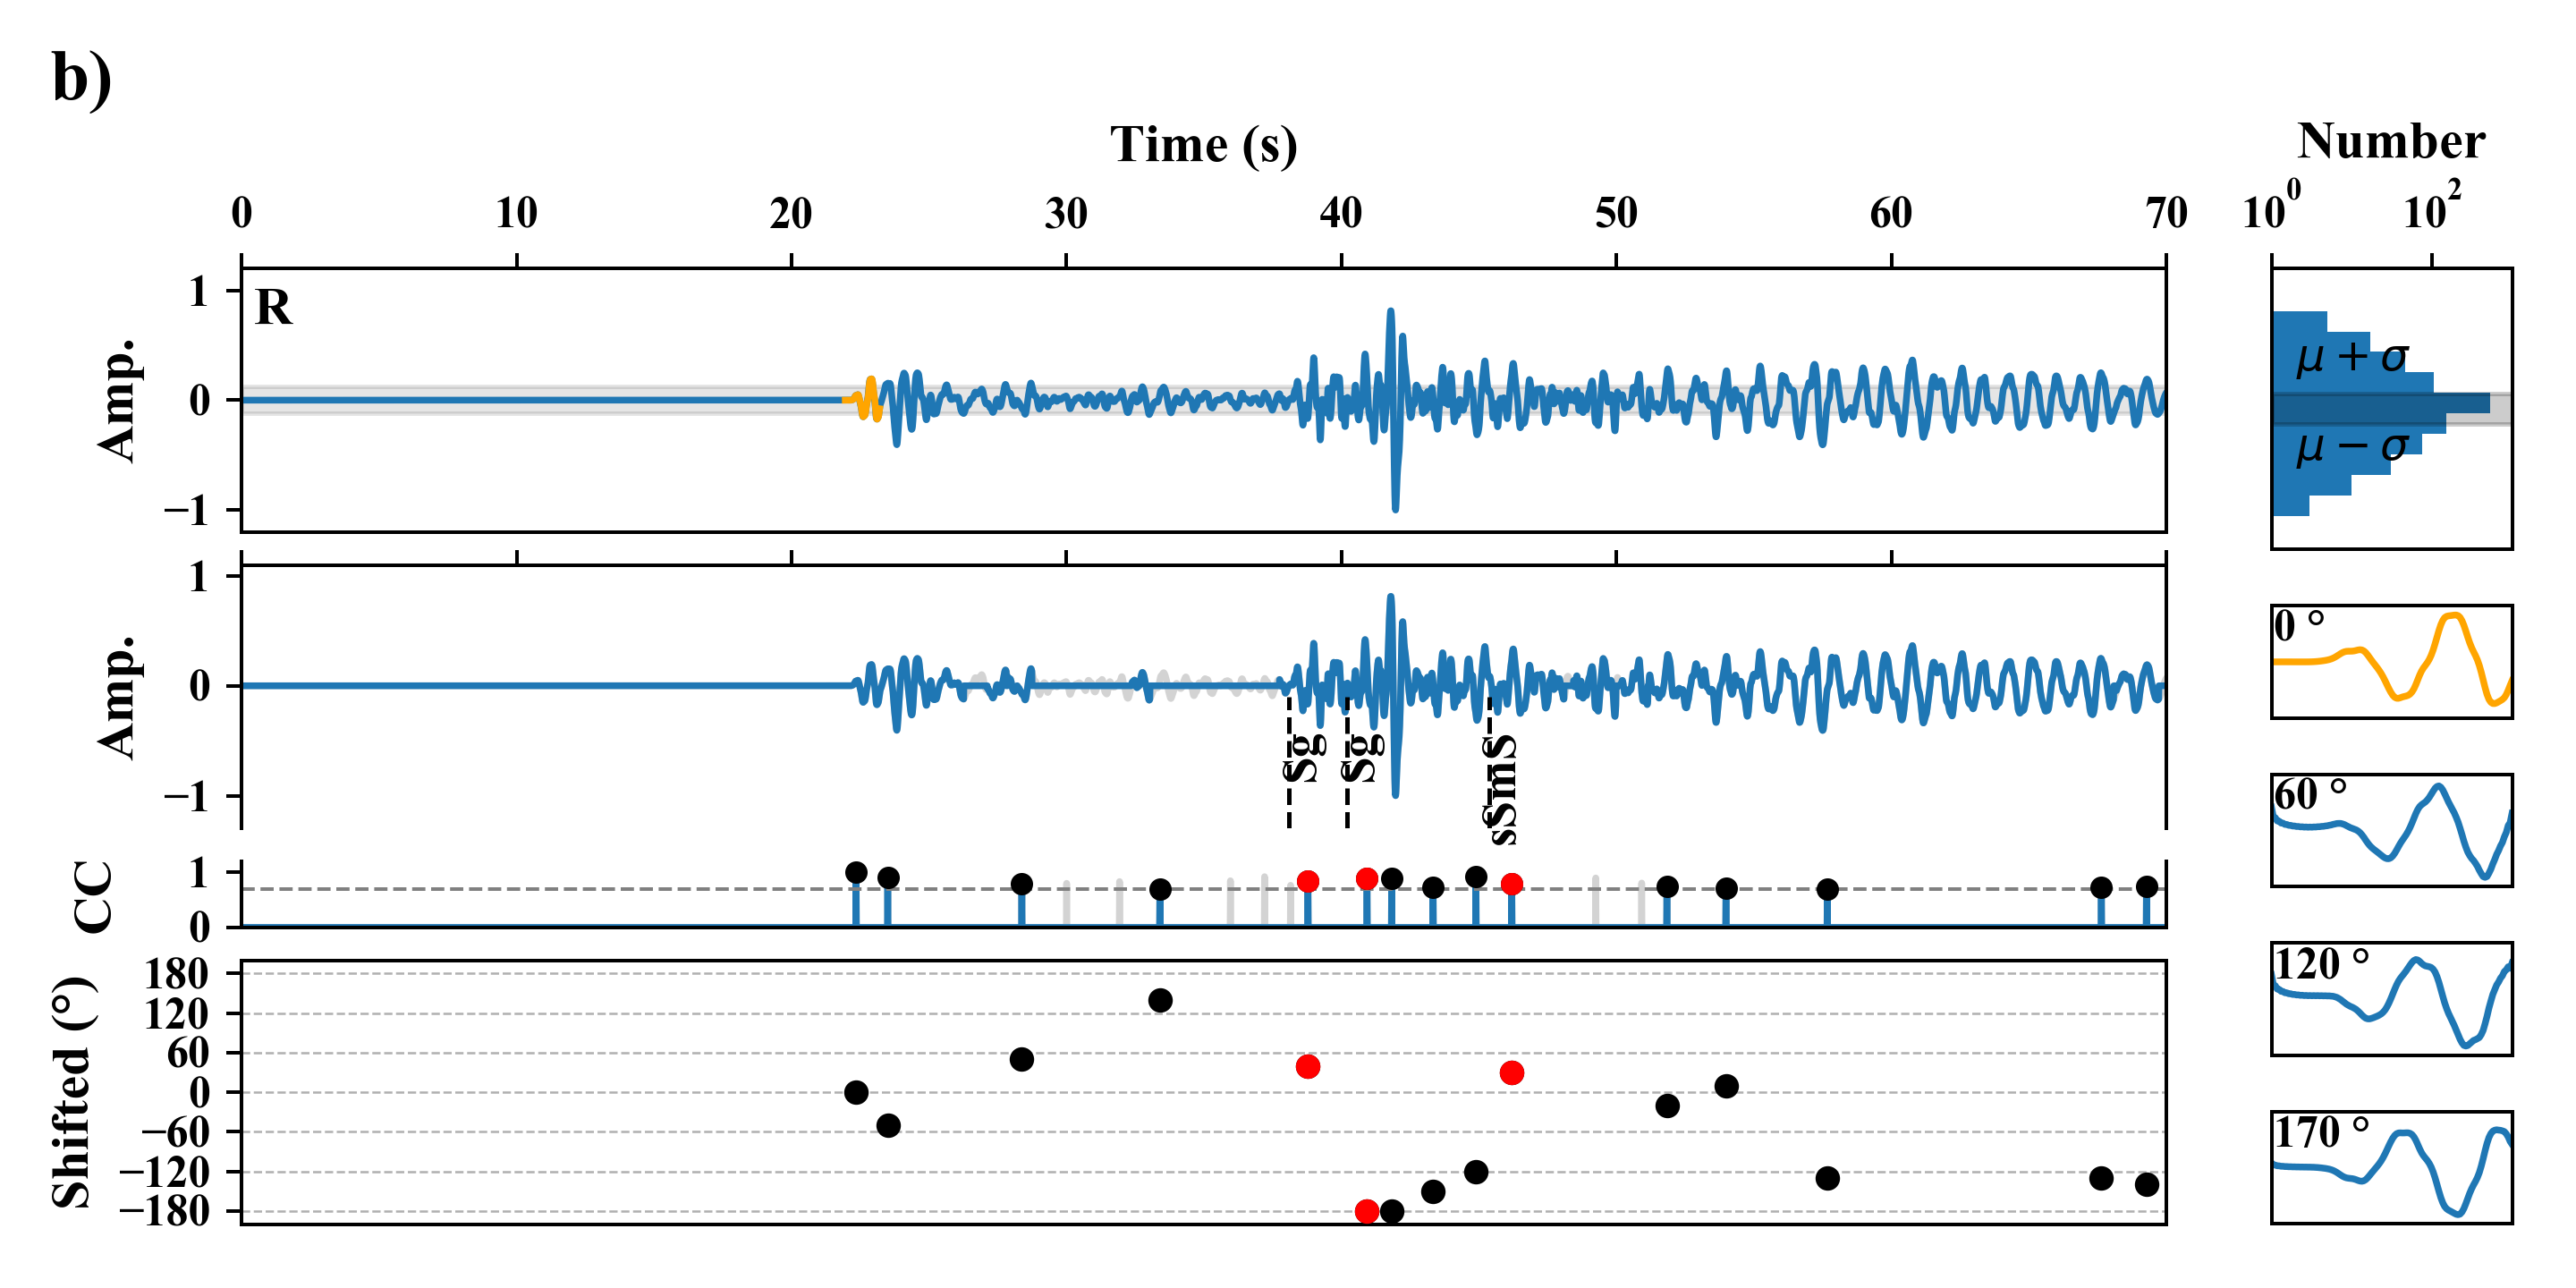 b)
Time (s)
Number
0 10 20 30 40 50 60 70
10^0 10^2
R
Amp.
1
0
−1
μ + σ
μ − σ
Amp.
1
0
−1
Sg
Sg
sSmS
0 °
60 °
CC
1
0
120 °
Shifted (°)
180
120
60
0
−60
−120
−180
170 °